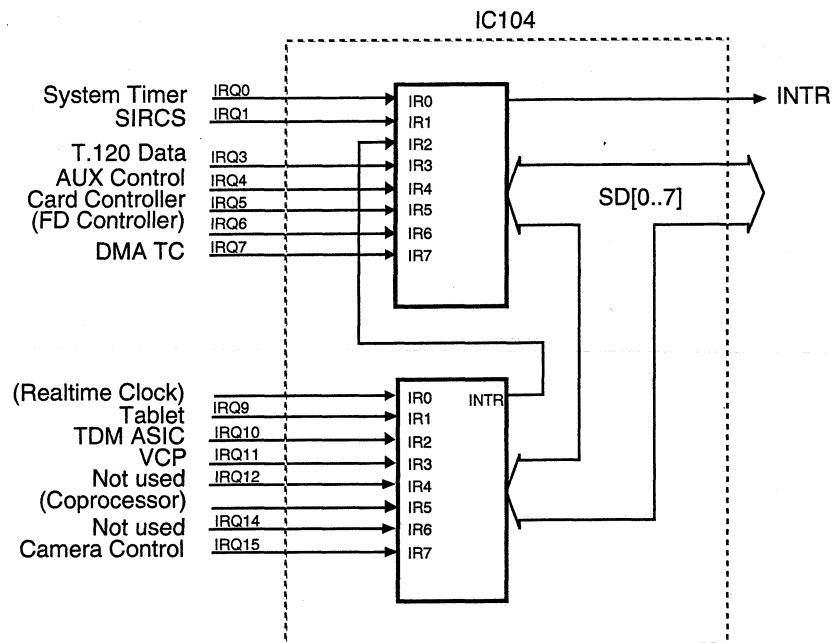 IC104
System Timer IRQ0 IR0 INTR
SIRCS IRQ1 IR1
IR2
T.120 Data IRQ3 IR3
AUX Control IRQ4 IR4
Card Controller IRQ5 IR5
(FD Controller) IRQ6 IR6
DMA TC IRQ7 IR7
SD[0..7]
(Realtime Clock) IR0 INTR
Tablet IRQ9 IR1
TDM ASIC IRQ10 IR2
VCP IRQ11 IR3
Not used IRQ12 IR4
(Coprocessor) IR5
Not used IRQ14 IR6
Camera Control IRQ15 IR7